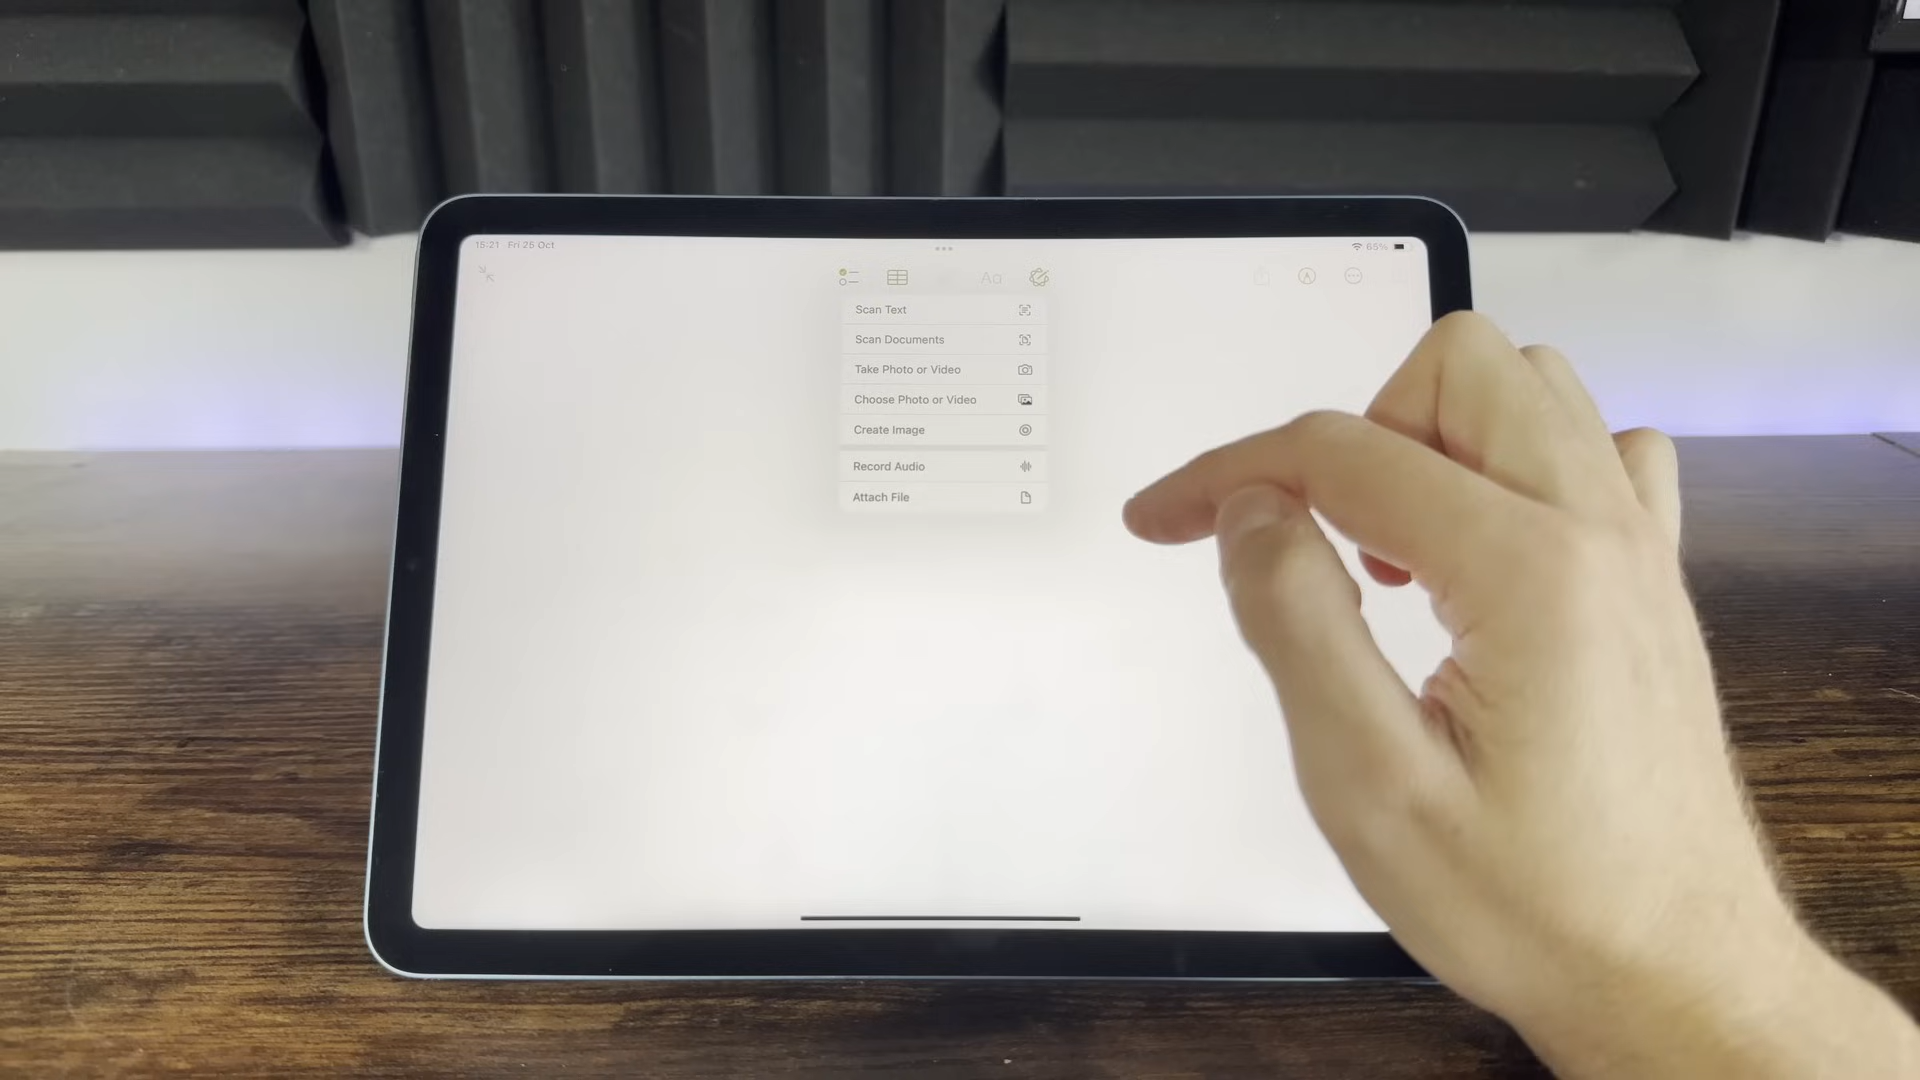 15:21 Fri 25 Oct
65%
Aa
Scan Text
Scan Documents
Take Photo or Video
Choose Photo or Video
Create Image
Record Audio
Attach File